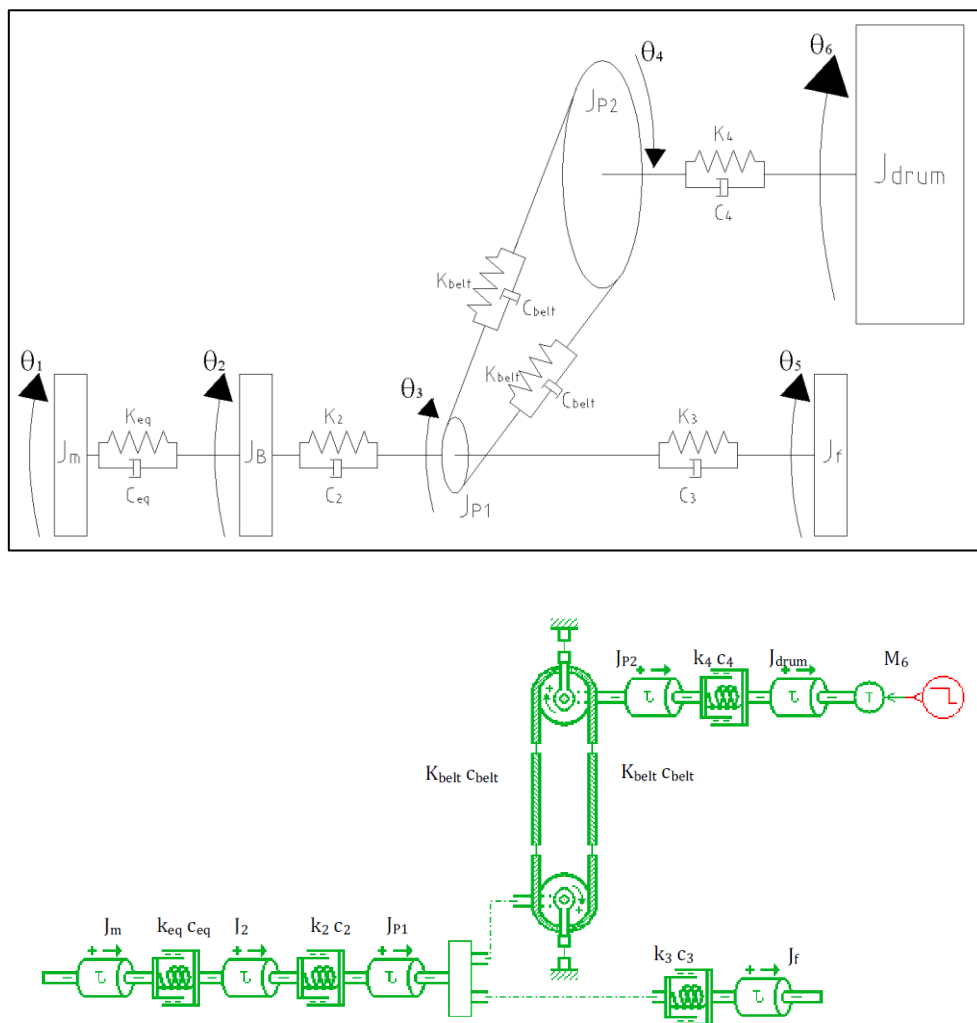 θ4
θ6
JP2
K4
Jdrum
C4
Kbelt
Cbelt
Kbelt
Cbelt
θ1
θ2
θ3
θ5
Keq
K2
K3
Jm
JB
Jf
Ceq
C2
C3
JP1
JP2
k4 c4
Jdrum
M6
τ
τ
T
Kbelt cbelt
Kbelt cbelt
Jm
keq ceq
J2
k2 c2
JP1
k3 c3
Jf
τ
τ
τ
τ